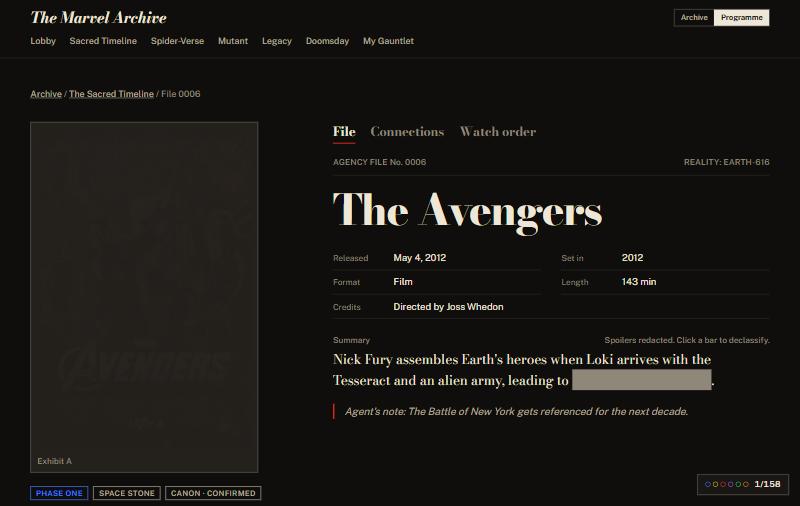 The Marvel Archive
Archive Programme
Lobby Sacred Timeline Spider-Verse Mutant Legacy Doomsday My Gauntlet
Archive / The Sacred Timeline / File 0006
AVENGERS
Exhibit A
PHASE ONE SPACE STONE CANON · CONFIRMED
File Connections Watch order
AGENCY FILE No. 0006 REALITY: EARTH-616
The Avengers
Released May 4, 2012 Set in 2012
Format Film Length 143 min
Credits Directed by Joss Whedon
Summary Spoilers redacted. Click a bar to declassify.
Nick Fury assembles Earth's heroes when Loki arrives with the
Tesseract and an alien army, leading to .
Agent's note: The Battle of New York gets referenced for the next decade.
1/158